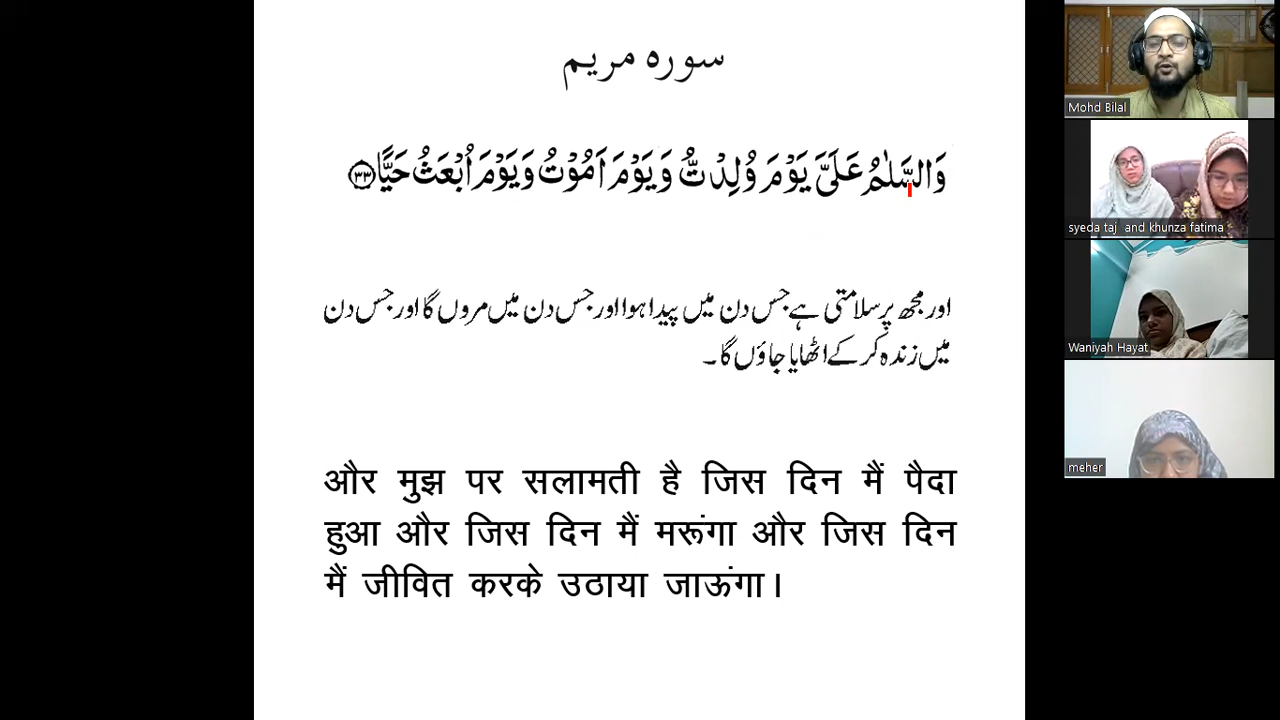 سورہ مریم
وَالسَّلٰمُ عَلَيَّ يَوْمَ وُلِدْتُّ وَيَوْمَ اَمُوْتُ وَيَوْمَ اُبْعَثُ حَيًّا ﴿۳۳﴾
اور مجھ پر سلامتی ہے جس دن میں پیدا ہوا اور جس دن میں مروں گا اور جس دن
میں زندہ کر کے اٹھایا جاؤں گا۔
और मुझ पर सलामती है जिस दिन मैं पैदा
हुआ और जिस दिन मैं मरूंगा और जिस दिन
मैं जीवित करके उठाया जाऊंगा।
Mohd Bilal
syeda taj and khunza fatima
Waniyah Hayat
meher